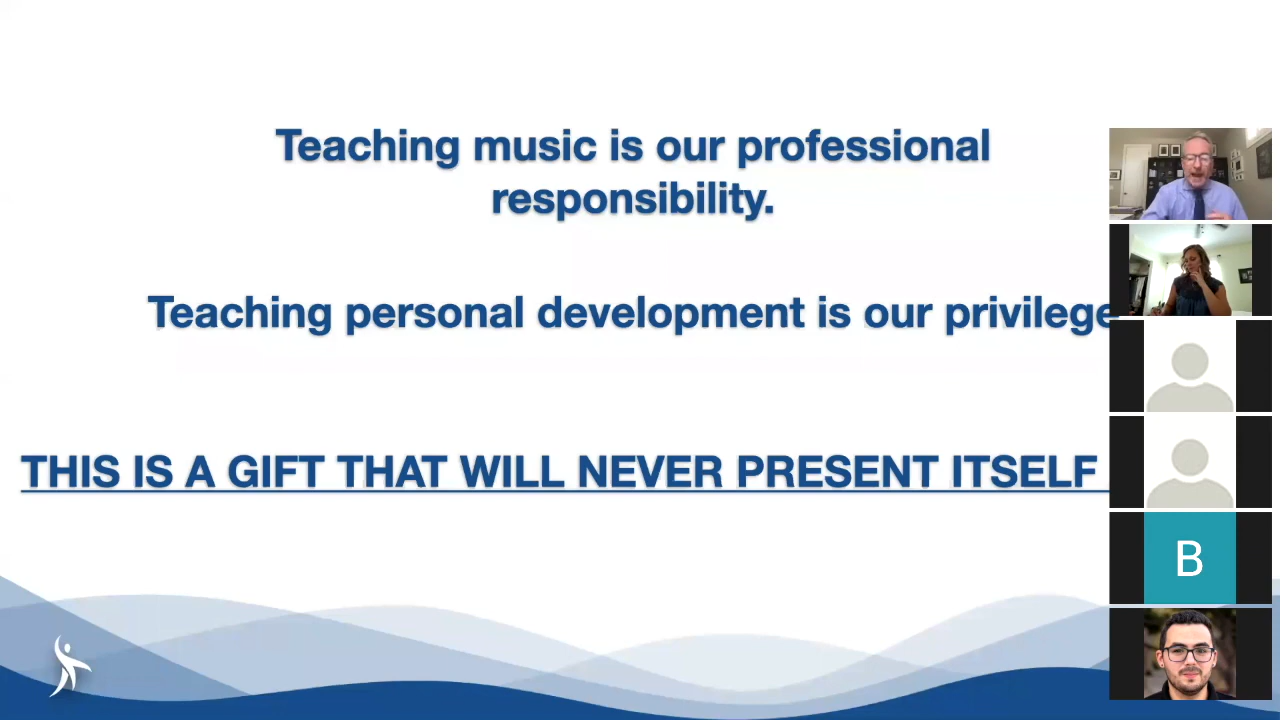 Teaching music is our professional
responsibility.
Teaching personal development is our privilege
THIS IS A GIFT THAT WILL NEVER PRESENT ITSELF
B